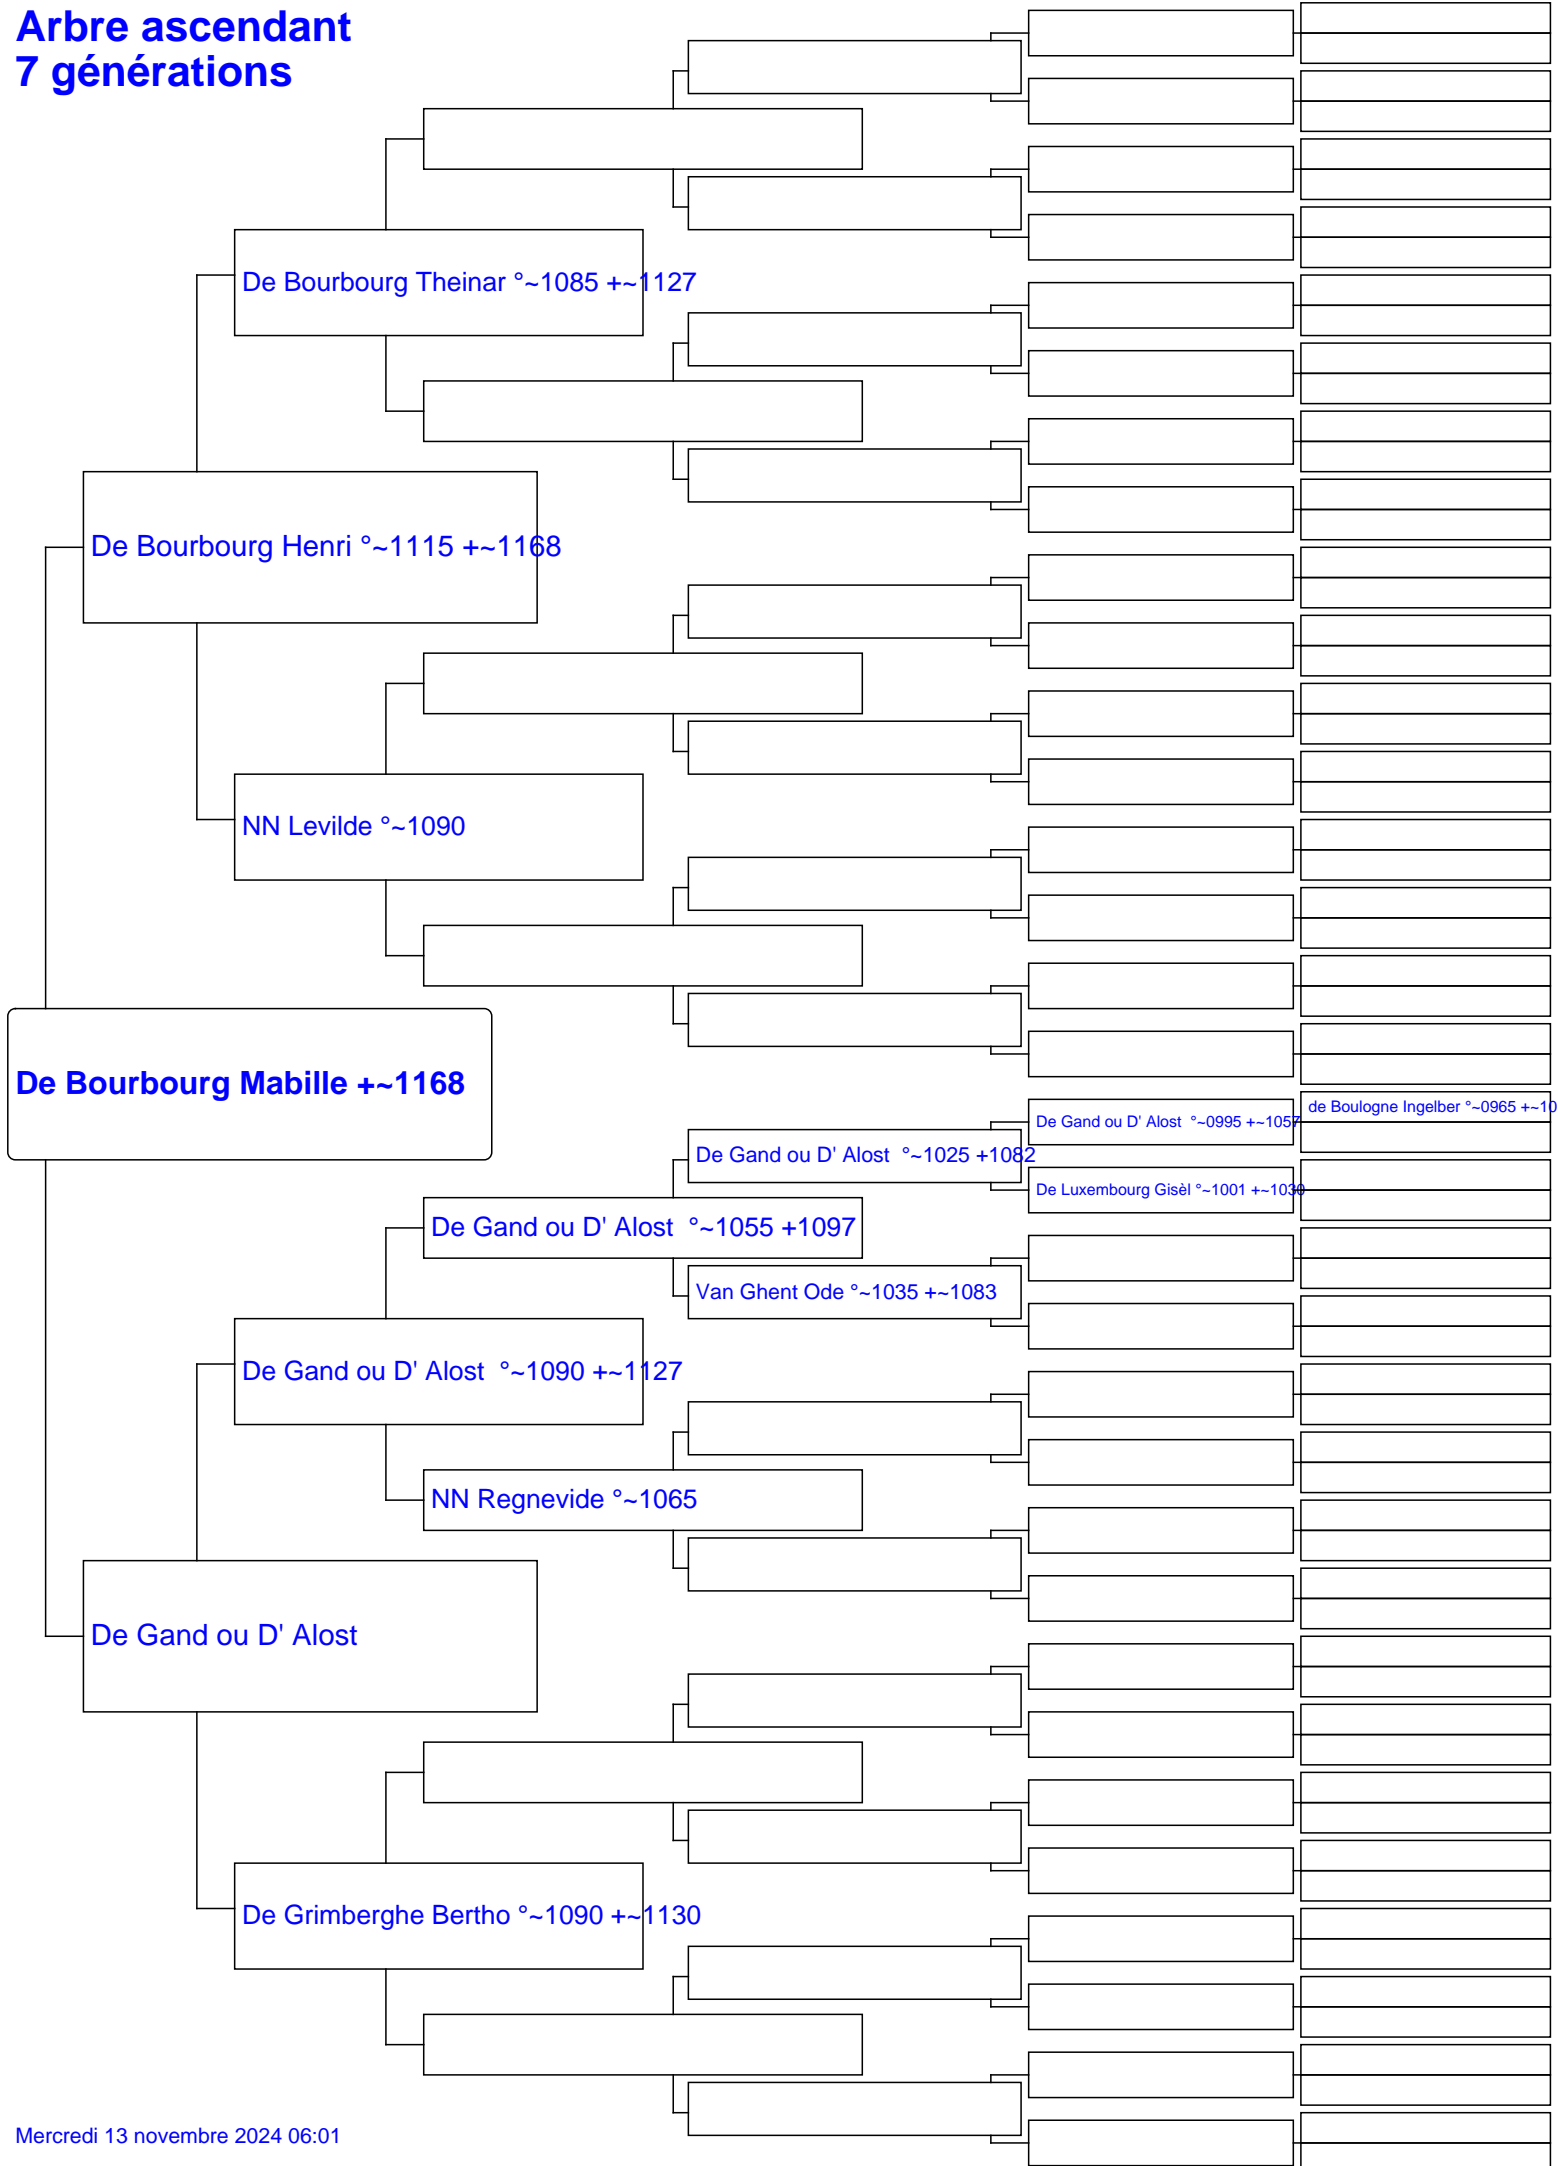 Arbre ascendant
7 générations
De Bourbourg Theinar °~1085 +~1127
De Bourbourg Henri °~1115 +~1168
NN Levilde °~1090
De Bourbourg Mabille +~1168
de Boulogne Ingelber °~0965 +~10
De Gand ou D' Alost  °~0995 +~1057
De Gand ou D' Alost  °~1025 +1082
De Luxembourg Gisèl °~1001 +~1030
De Gand ou D' Alost  °~1055 +1097
Van Ghent Ode °~1035 +~1083
De Gand ou D' Alost  °~1090 +~1127
NN Regnevide °~1065
De Gand ou D' Alost
De Grimberghe Bertho °~1090 +~1130
Mercredi 13 novembre 2024 06:01